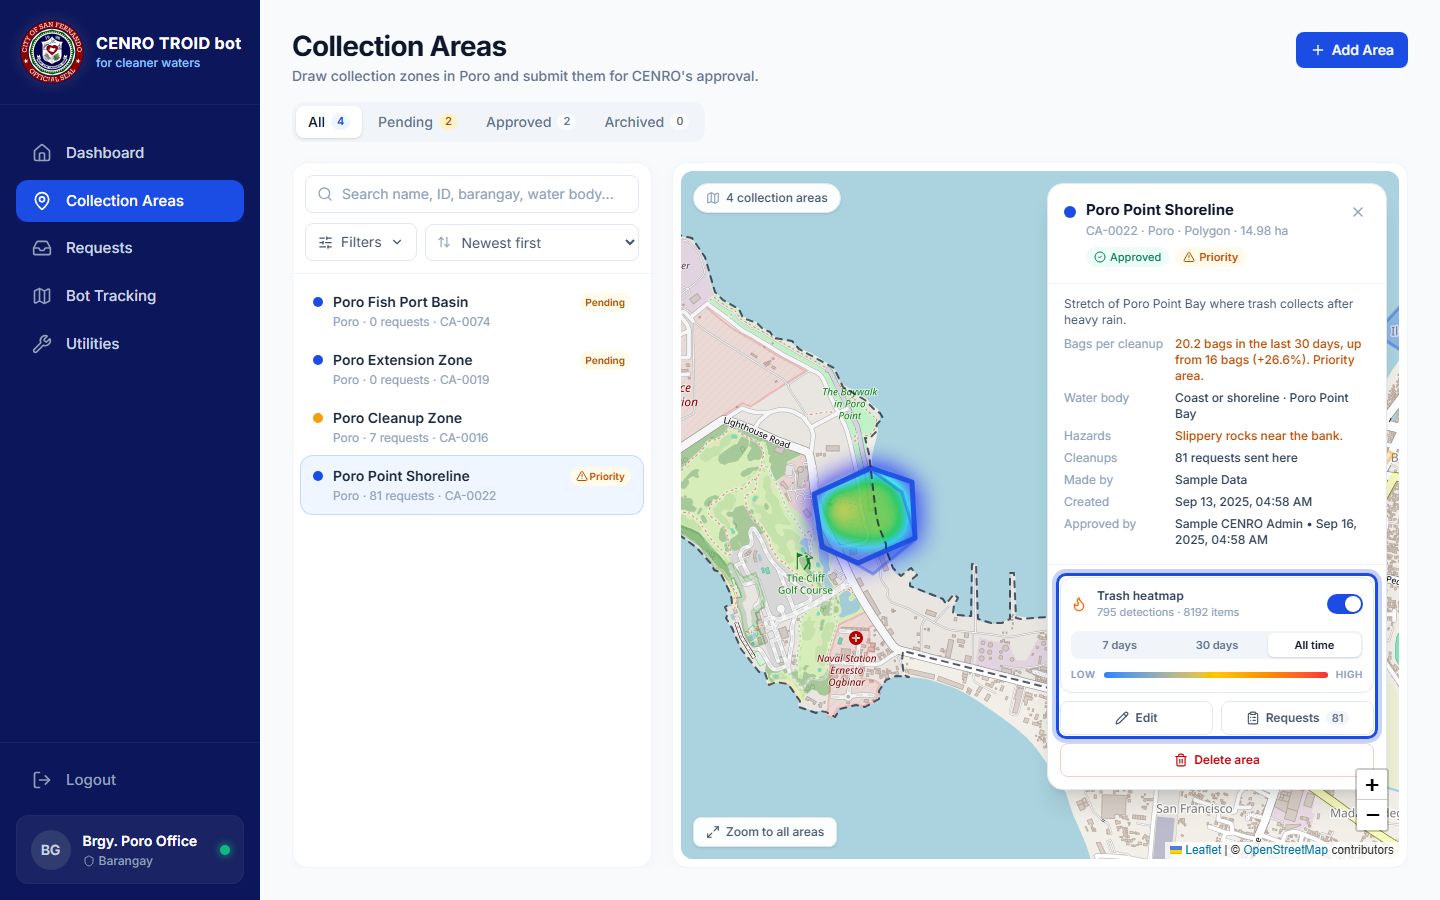 CITY OF SAN FERNANDO
OFFICIAL SEAL
CENRO TROID bot
for cleaner waters
Dashboard
Collection Areas
Requests
Bot Tracking
Utilities
Logout
BG
Brgy. Poro Office
Barangay
Collection Areas
Draw collection zones in Poro and submit them for CENRO's approval.
+ Add Area
All 4
Pending 2
Approved 2
Archived 0
Search name, ID, barangay, water body...
Filters
Newest first
Poro Fish Port Basin
Pending
Poro · 0 requests · CA-0074
Poro Extension Zone
Pending
Poro · 0 requests · CA-0019
Poro Cleanup Zone
Poro · 7 requests · CA-0016
Poro Point Shoreline
Priority
Poro · 81 requests · CA-0022
4 collection areas
The Baywalk
in Poro
Point
Lighthouse Road
The Cliff
Golf Course
Naval Station
Ernesto
Ogbinar
San Francisco
Zoom to all areas
Poro Point Shoreline
CA-0022 · Poro · Polygon · 14.98 ha
Approved
Priority
Stretch of Poro Point Bay where trash collects after
heavy rain.
Bags per cleanup
20.2 bags in the last 30 days, up
from 16 bags (+26.6%). Priority
area.
Water body
Coast or shoreline · Poro Point
Bay
Hazards
Slippery rocks near the bank.
Cleanups
81 requests sent here
Made by
Sample Data
Created
Sep 13, 2025, 04:58 AM
Approved by
Sample CENRO Admin • Sep 16,
2025, 04:58 AM
Trash heatmap
795 detections · 8192 items
7 days
30 days
All time
LOW
HIGH
Edit
Requests 81
Delete area
+
−
Leaflet | © OpenStreetMap contributors